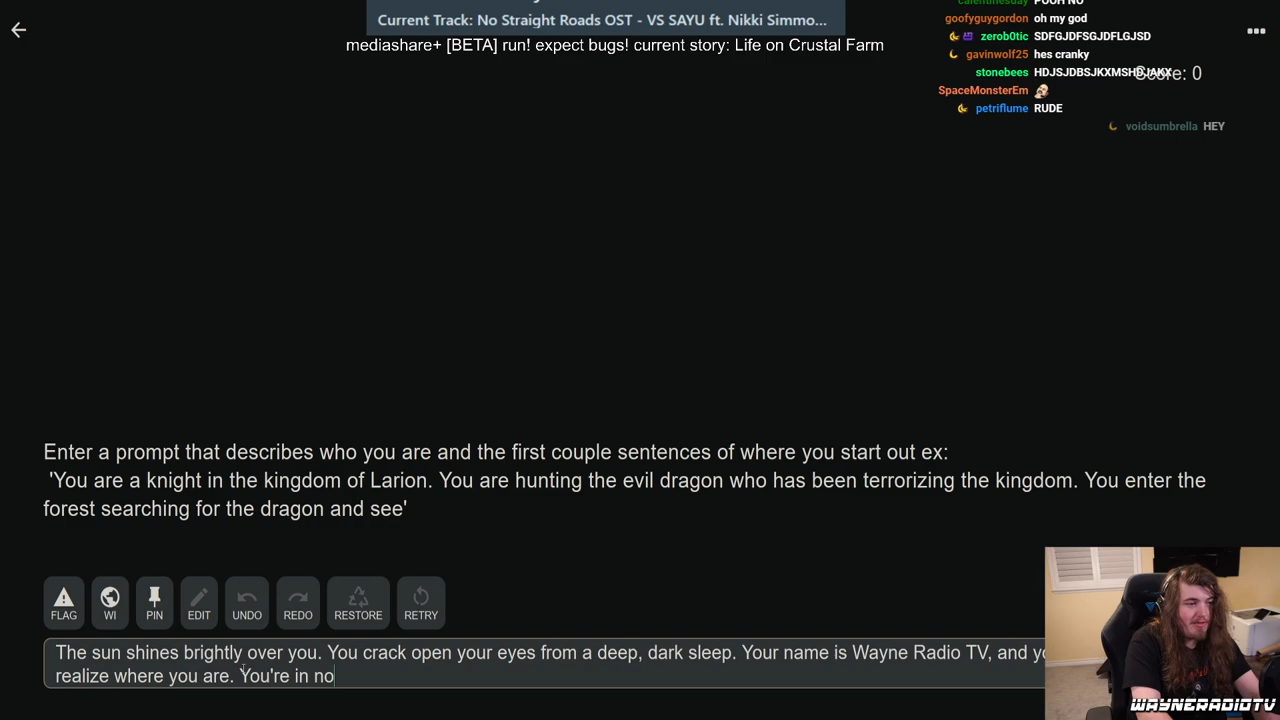 Current Track: No Straight Roads OST - VS SAYU ft. Nikki Simmo...
mediashare+ [BETA] run! expect bugs! current story: Life on Crustal Farm
POOH NO
goofyguygordon oh my god
zerob0tic SDFGJDFSGJDFLGJSD
gavinwolf25 hes cranky
stonebees
Score: 0
SpaceMonsterEm
petriflume RUDE
voidsumbrella HEY
Enter a prompt that describes who you are and the first couple sentences of where you start out ex:
'You are a knight in the kingdom of Larion. You are hunting the evil dragon who has been terrorizing the kingdom. You enter the
forest searching for the dragon and see'
FLAG WI PIN EDIT UNDO REDO RESTORE RETRY
The sun shines brightly over you. You crack open your eyes from a deep, dark sleep. Your name is Wayne Radio TV, and
realize where you are. You're in no
WAYNERADIOTV